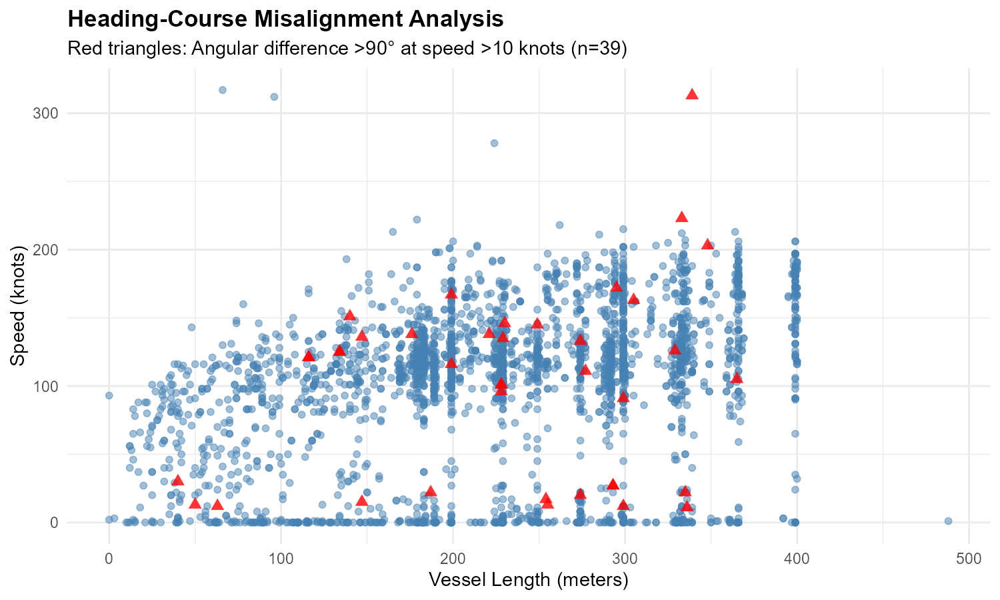 Heading-Course Misalignment Analysis
Red triangles: Angular difference >90° at speed >10 knots (n=39)
Speed (knots)
300
200
100
0
0 100 200 300 400 500
Vessel Length (meters)